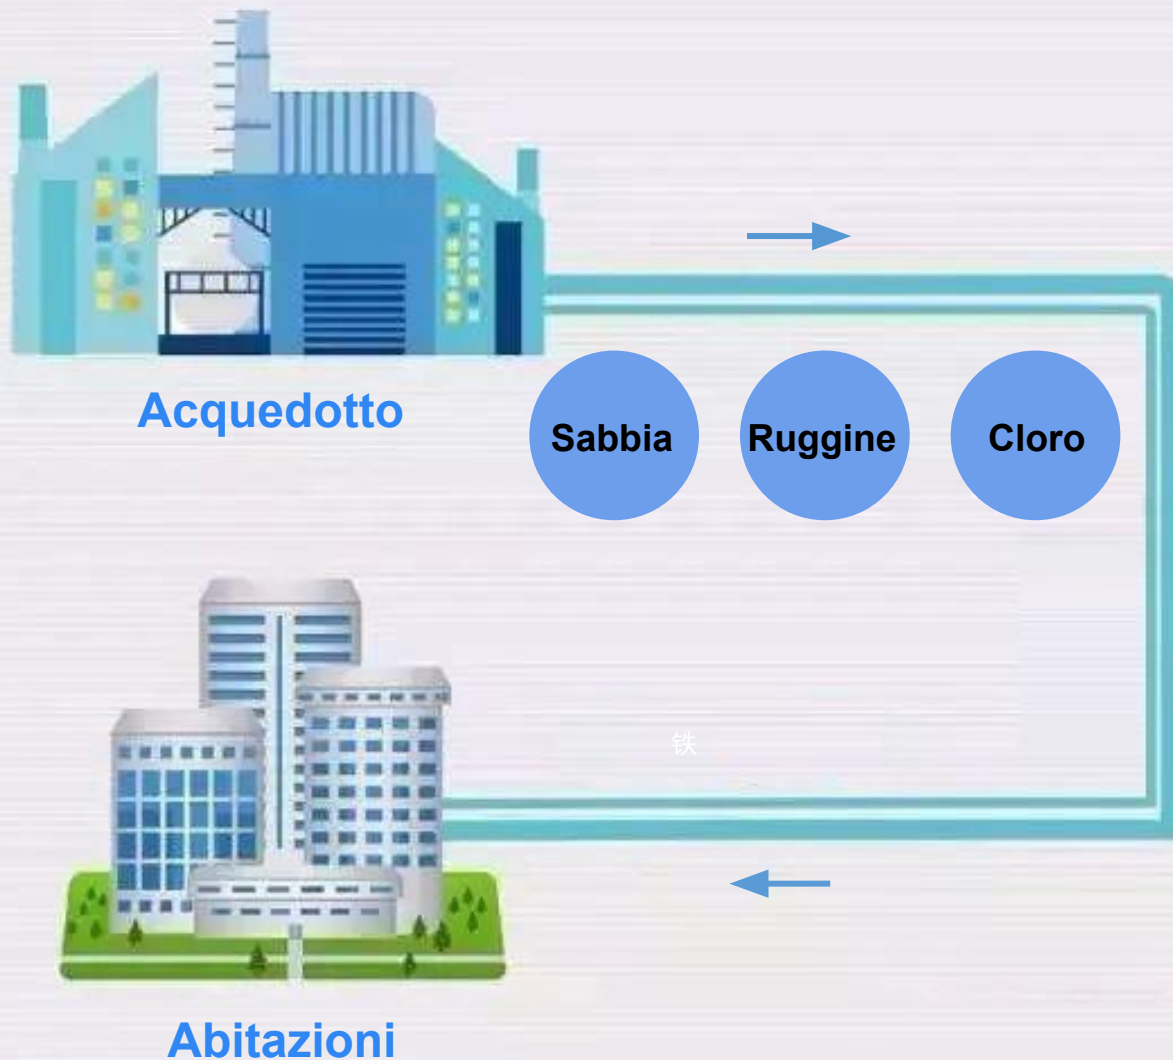 Acquedotto
Sabbia
Ruggine
Cloro
铁
Abitazioni